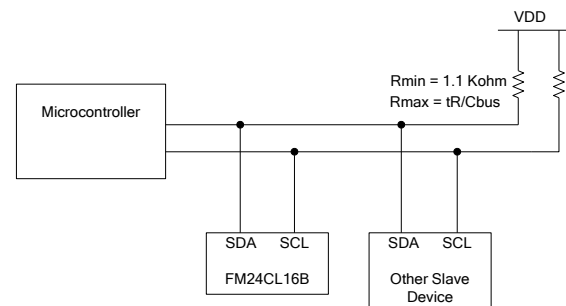 VDD
Rmin = 1.1 Kohm
Rmax = tR/Cbus
Microcontroller
SDA SCL
FM24CL16B
SDA SCL
Other Slave
Device